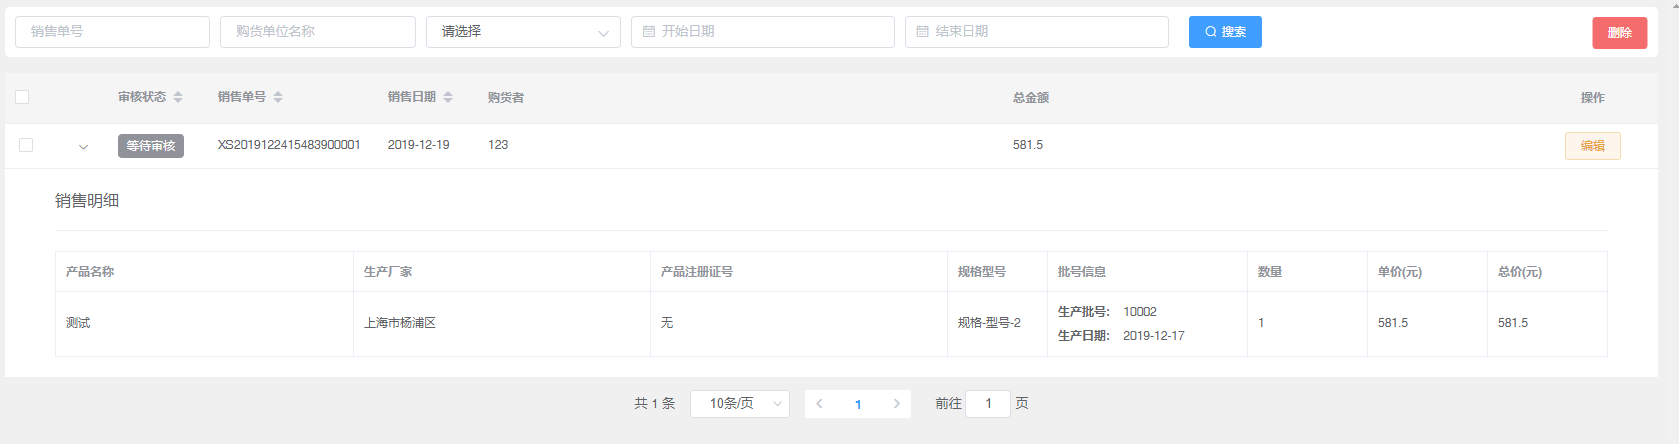 销售单号 购货单位名称 请选择 开始日期 结束日期 搜索 删除
审核状态 销售单号 销售日期 购货者 总金额 操作
等待审核 XS2019122415483900001 2019-12-19 123 581.5 编辑
销售明细
产品名称 生产厂家 产品注册证号 规格型号 批号信息 数量 单价(元) 总价(元)
测试 上海市杨浦区 无 规格-型号-2 生产批号: 10002 1 581.5 581.5
生产日期: 2019-12-17
共 1 条 10条/页 1 前往 1 页